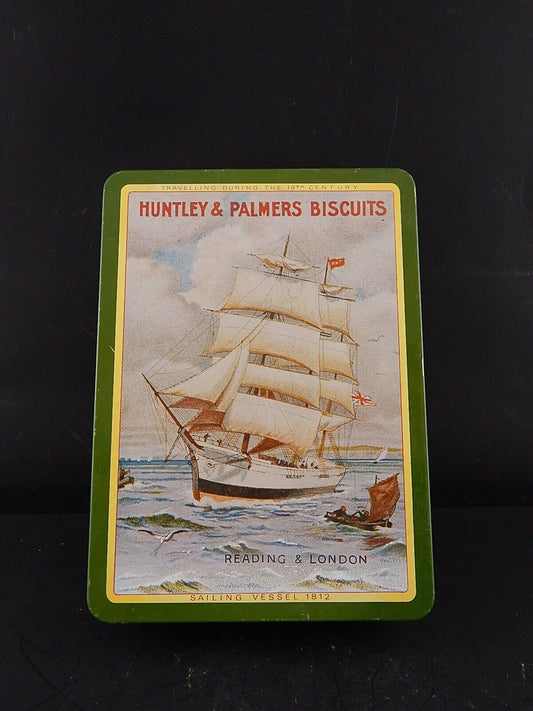 TRAVELLING DURING THE 19TH CENTURY
HUNTLEY & PALMERS BISCUITS
READING & LONDON
SAILING VESSEL 1812